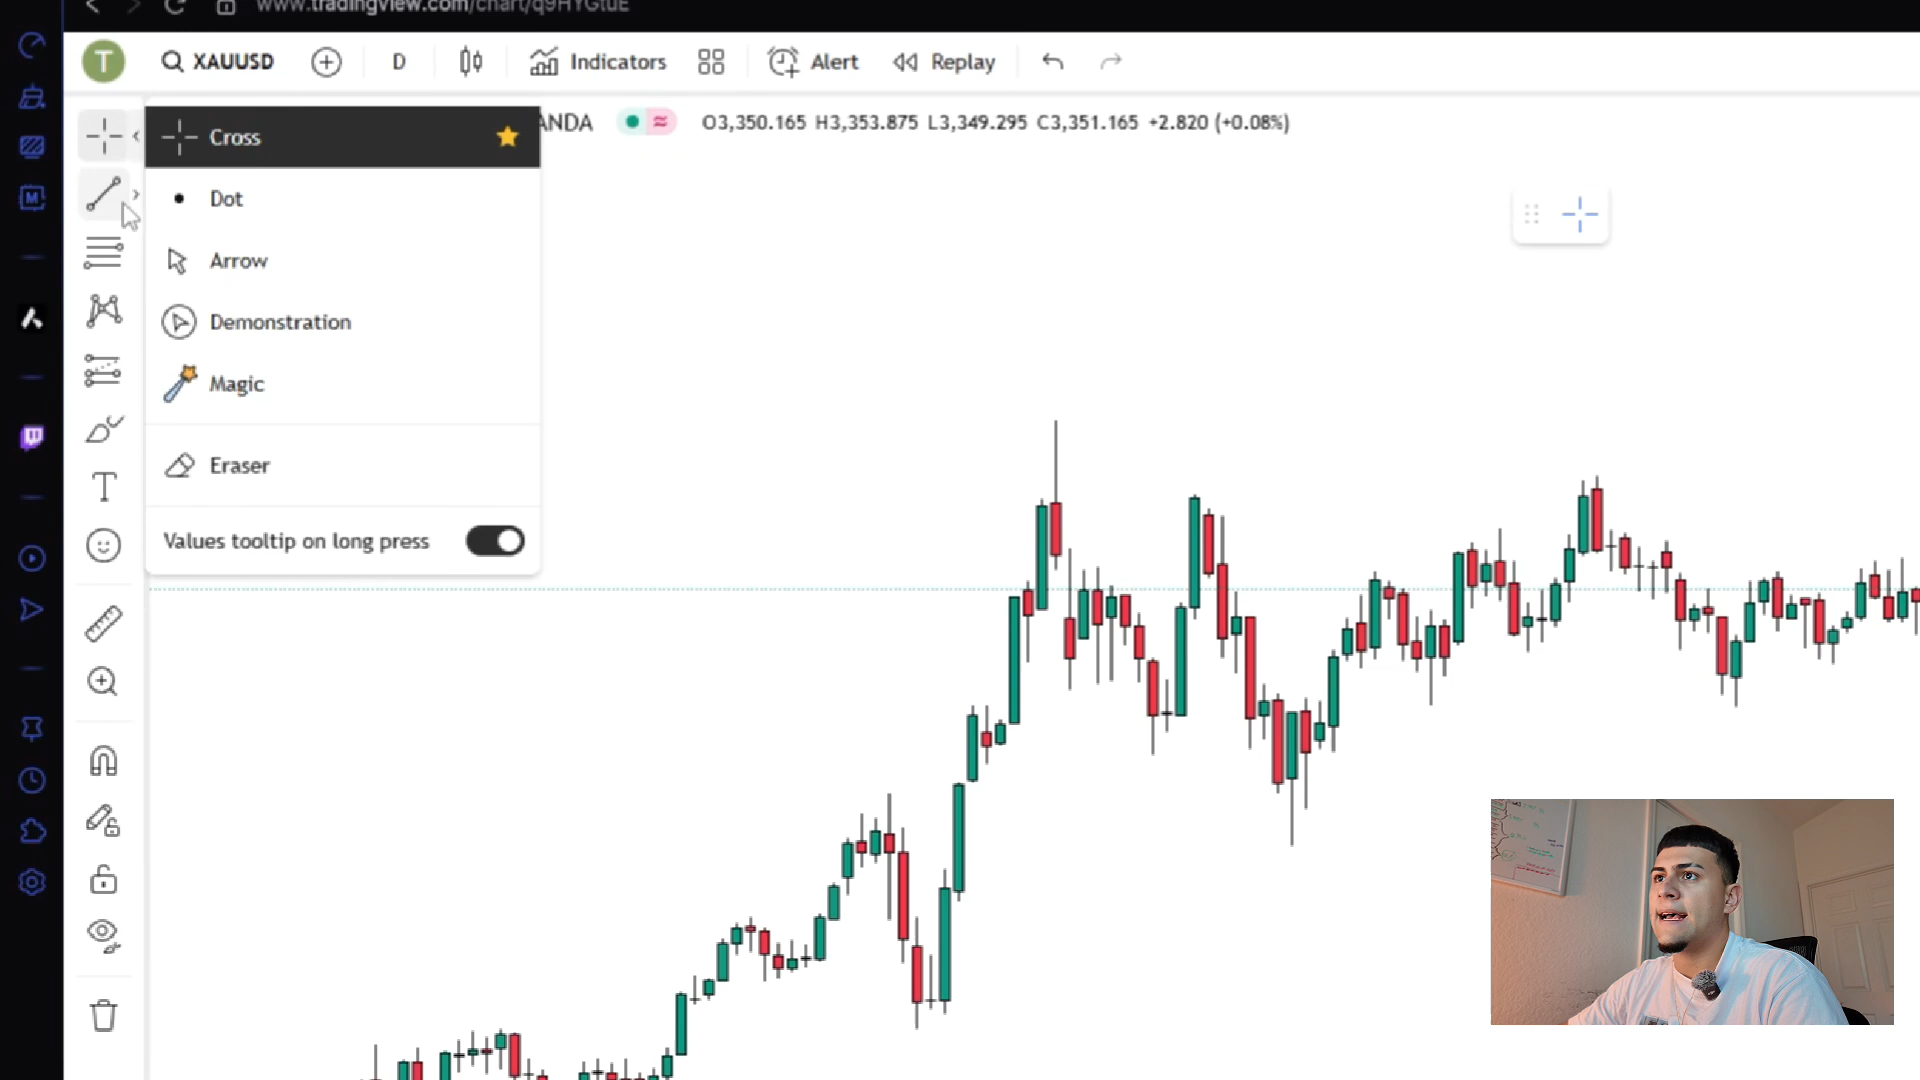 www.tradingview.com/chart/q9HYGtuE
T XAUUSD D Indicators Alert Replay
Cross
ANDA O3,350.165 H3,353.875 L3,349.295 C3,351.165 +2.820 (+0.08%)
Dot
Arrow
Demonstration
Magic
Eraser
Values tooltip on long press